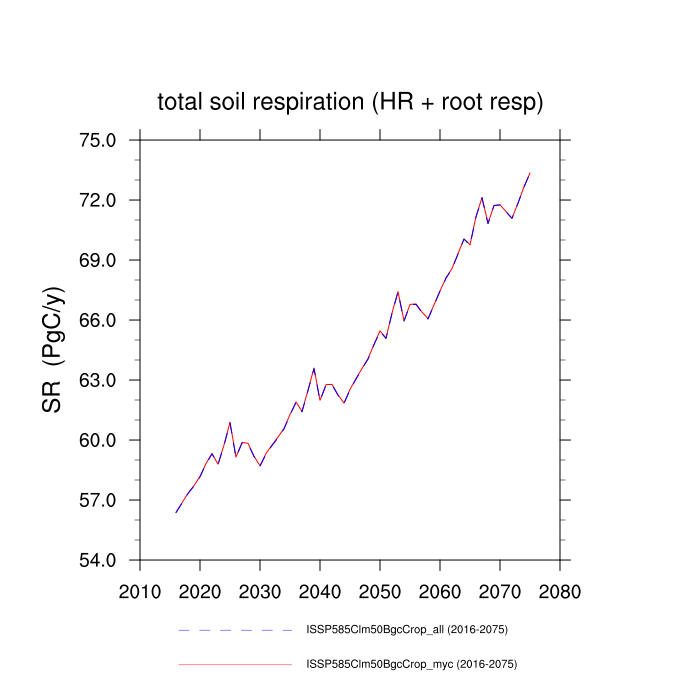 total soil respiration (HR + root resp)
75.0
72.0
69.0
66.0
63.0
60.0
57.0
54.0
SR (PgC/y)
2010 2020 2030 2040 2050 2060 2070 2080
ISSP585Clm50BgcCrop_all (2016-2075)
ISSP585Clm50BgcCrop_myc (2016-2075)